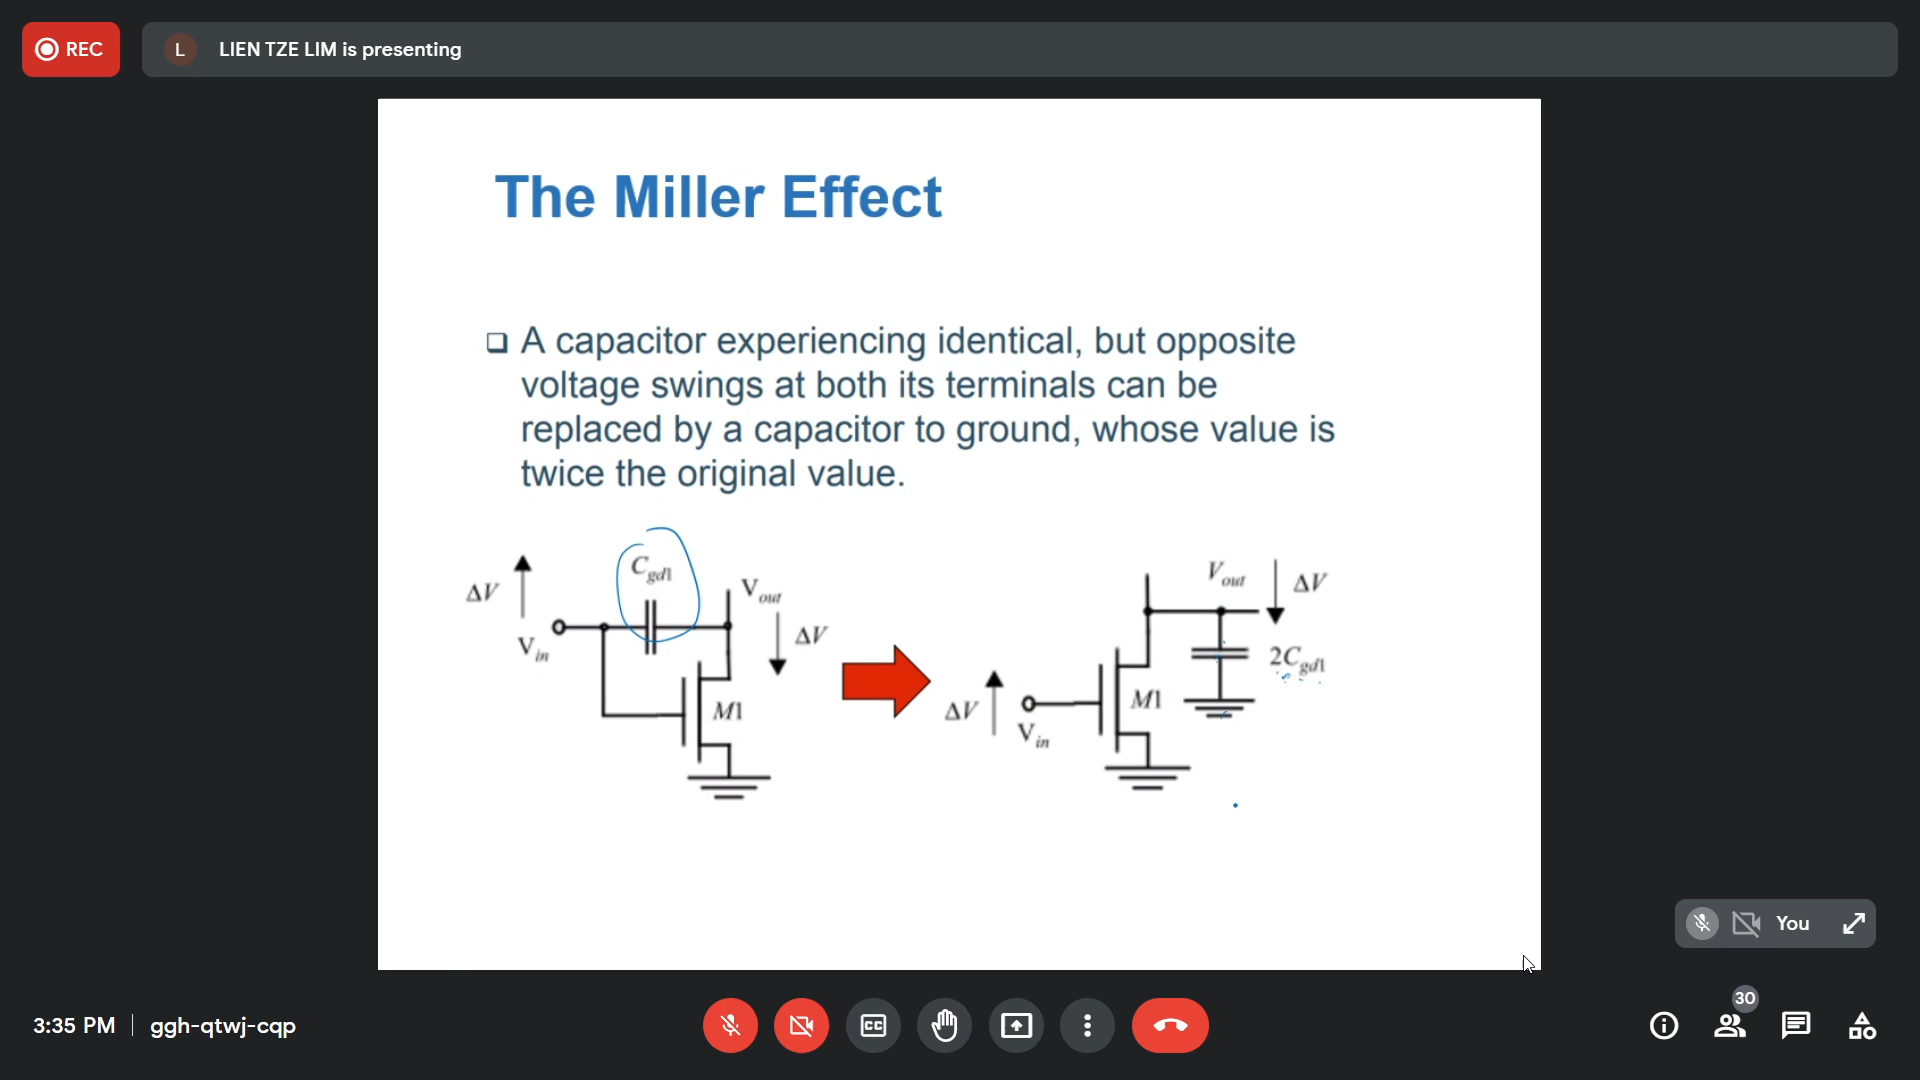 REC
L
LIEN TZE LIM is presenting
The Miller Effect
❑ A capacitor experiencing identical, but opposite
voltage swings at both its terminals can be
replaced by a capacitor to ground, whose value is
twice the original value.
ΔV
Cgd1
Vin
Vout
ΔV
M1
ΔV
Vin
M1
Vout
ΔV
2Cgd1
You
3:35 PM
ggh-qtwj-cqp
CC
30